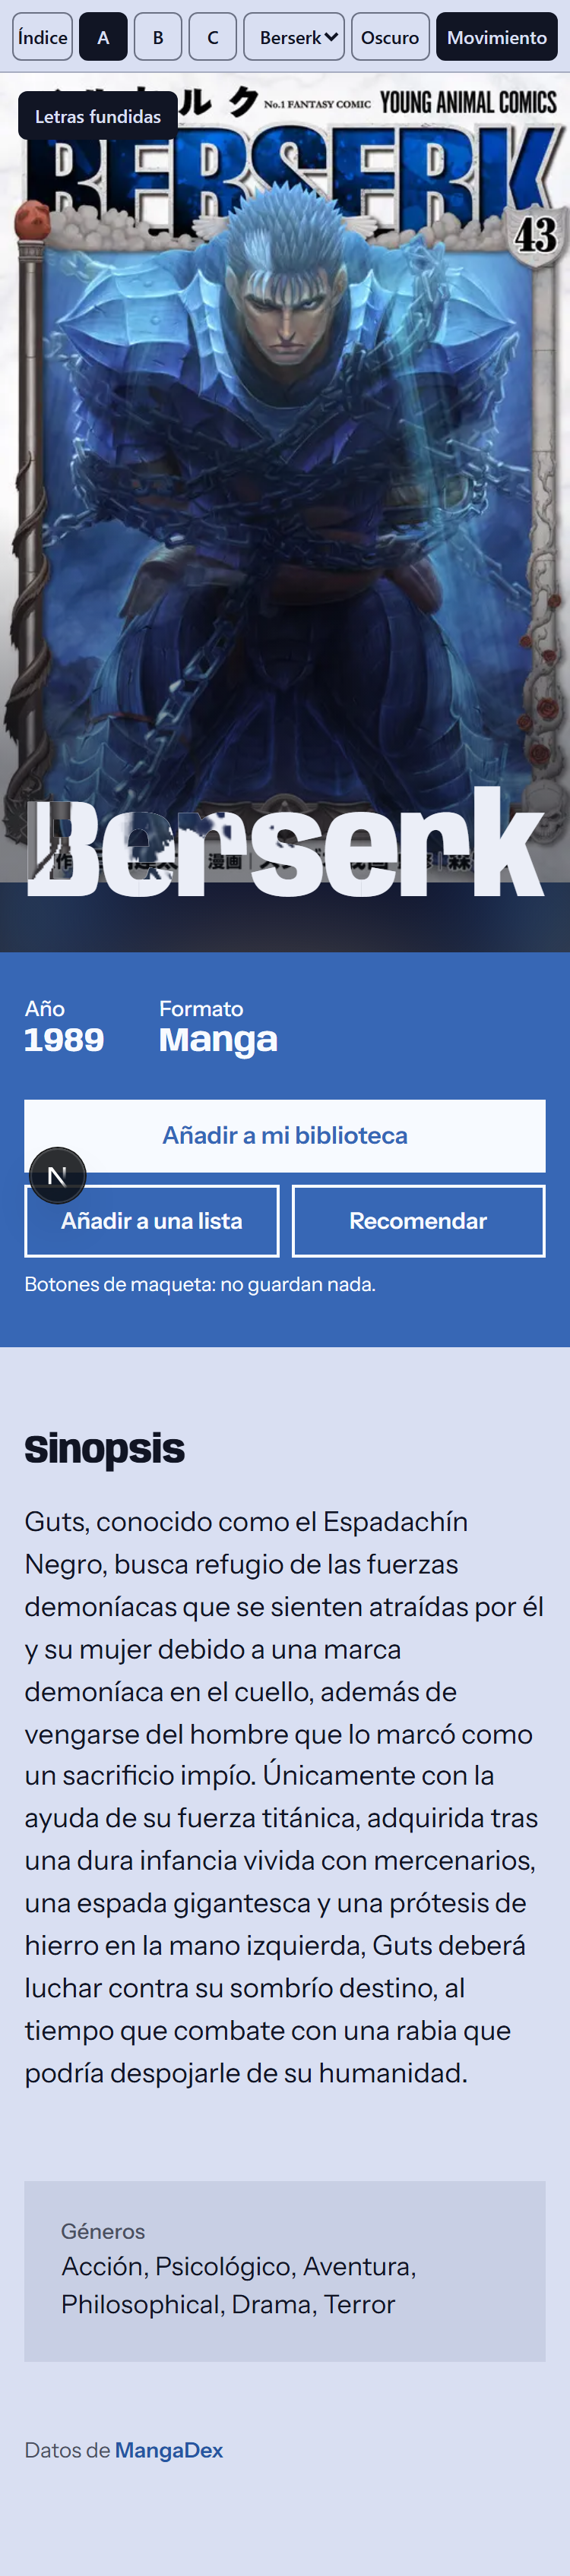 Índice A B C Berserk Oscuro Movimiento
Letras fundidas
No.1 FANTASY COMIC YOUNG ANIMAL COMICS
BERSERK
43
Berserk
漫画
Año Formato
1989 Manga
Añadir a mi biblioteca
N
Añadir a una lista Recomendar
Botones de maqueta: no guardan nada.
Sinopsis
Guts, conocido como el Espadachín
Negro, busca refugio de las fuerzas
demoníacas que se sienten atraídas por él
y su mujer debido a una marca
demoníaca en el cuello, además de
vengarse del hombre que lo marcó como
un sacrificio impío. Únicamente con la
ayuda de su fuerza titánica, adquirida tras
una dura infancia vivida con mercenarios,
una espada gigantesca y una prótesis de
hierro en la mano izquierda, Guts deberá
luchar contra su sombrío destino, al
tiempo que combate con una rabia que
podría despojarle de su humanidad.
Géneros
Acción, Psicológico, Aventura,
Philosophical, Drama, Terror
Datos de MangaDex